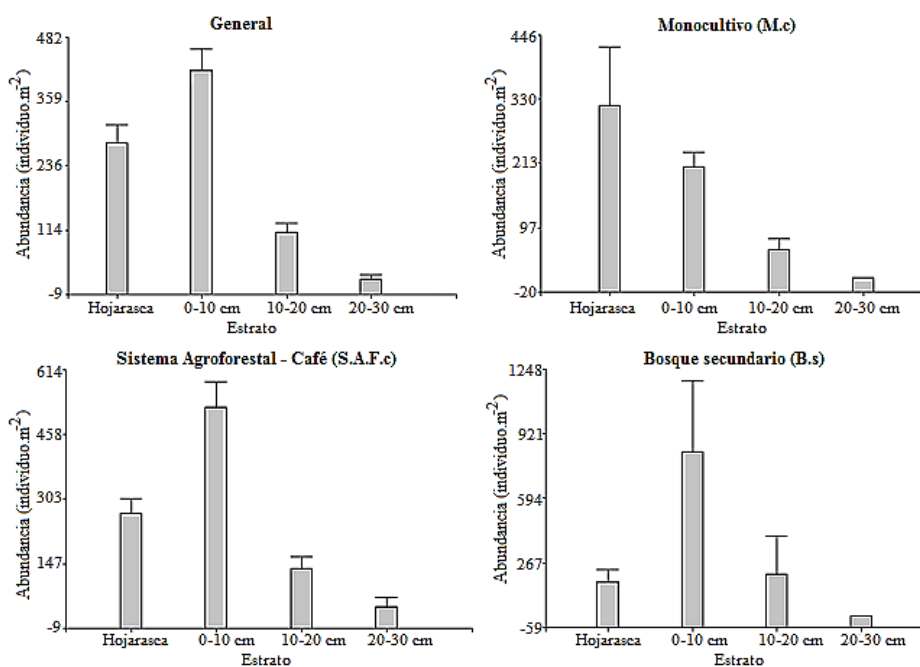 General
Abundancia (individuo.m⁻²)
482
359
236
114
-9
Hojarasca 0-10 cm 10-20 cm 20-30 cm
Estrato
Monocultivo (M.c)
Abundancia (individuo.m⁻²)
446
330
213
97
-20
Hojarasca 0-10 cm 10-20 cm 20-30 cm
Estrato
Sistema Agroforestal - Café (S.A.F.c)
Abundancia (individuo.m⁻²)
614
458
303
147
-9
Hojarasca 0-10 cm 10-20 cm 20-30 cm
Estrato
Bosque secundario (B.s)
Abundancia (individuo.m⁻²)
1248
921
594
267
-59
Hojarasca 0-10 cm 10-20 cm 20-30 cm
Estrato